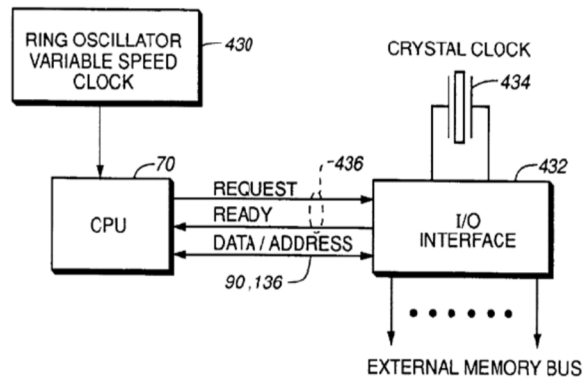 RING OSCILLATOR
VARIABLE SPEED
CLOCK
430
CRYSTAL CLOCK
434
70
CPU
REQUEST
READY
DATA / ADDRESS
436
90,136
432
I/O
INTERFACE
EXTERNAL MEMORY BUS